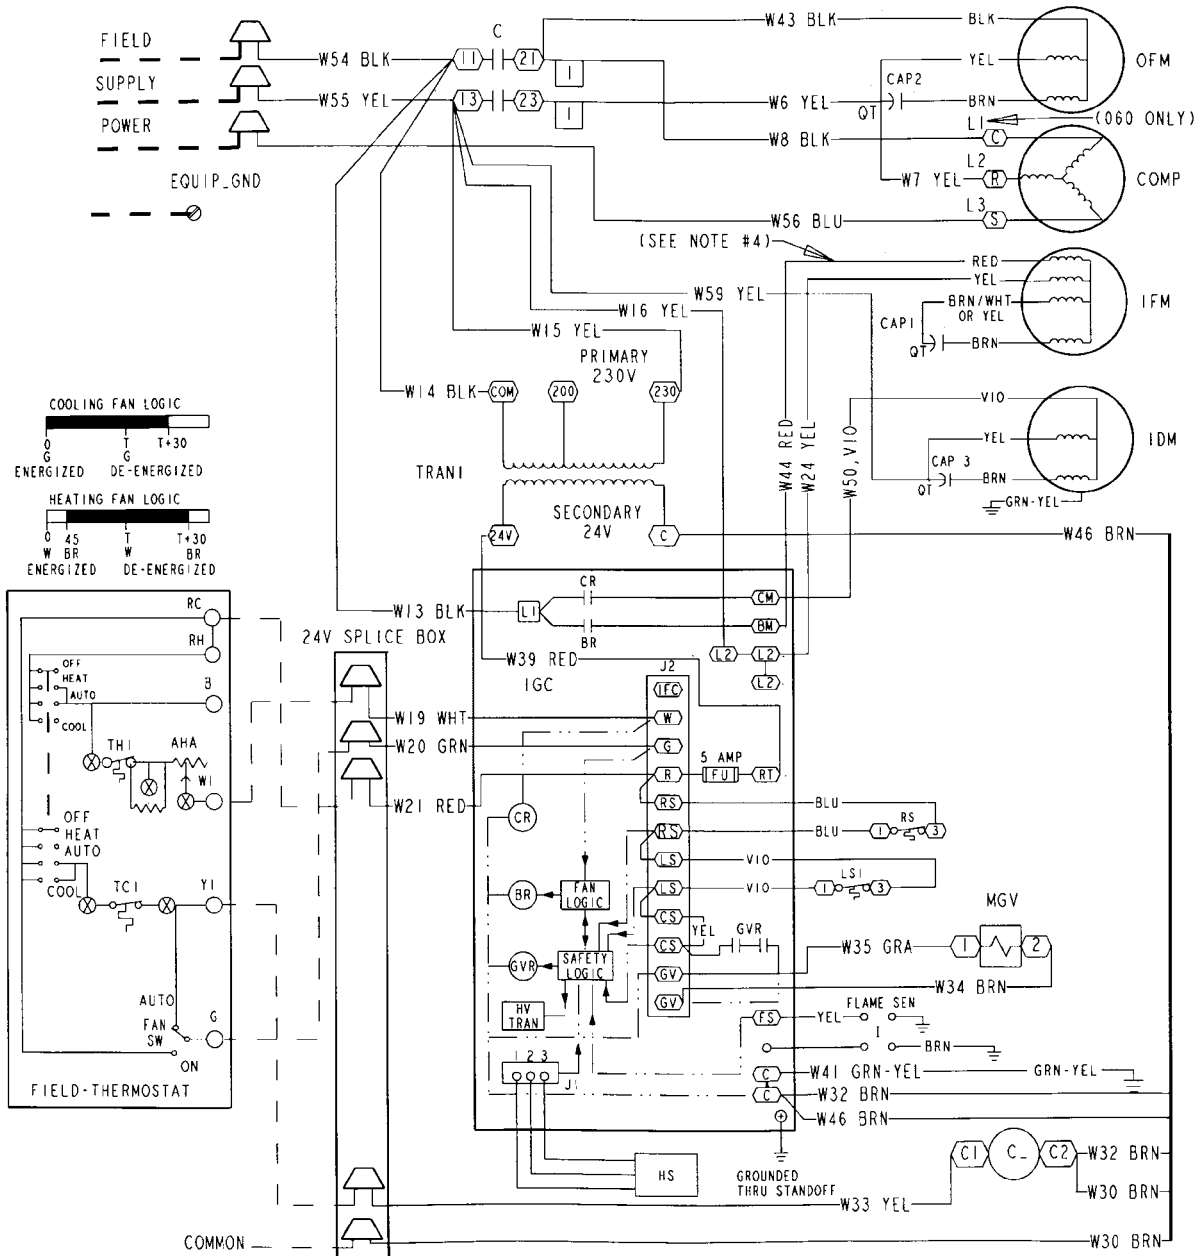 W43 BLK
BLK
C
FIELD
W54 BLK
11
21
YEL
OFM
1
SUPPLY
CAP2
W55 YEL
13
23
W6 YEL
BRN
1
QT
L1
(060 ONLY)
POWER
W8 BLK
C
L2
EQUIP_GND
W7 YEL
R
COMP
L3
W56 BLU
S
(SEE NOTE #4)
RED
YEL
W59 YEL
BRN/WHT
OR YEL
IFM
W16 YEL
CAP1
W15 YEL
QT
BRN
PRIMARY
230V
W14 BLK
COM
200
230
VIO
COOLING FAN LOGIC
O
G
T
G
T+30
ENERGIZED
DE-ENERGIZED
W44 RED
W24 YEL
W50,VIO
YEL
IDM
TRAN1
CAP 3
BRN
QT
GRN-YEL
HEATING FAN LOGIC
SECONDARY
24V
24V
C
W46 BRN
O
W
45
BR
T
W
T+30
BR
ENERGIZED
DE-ENERGIZED
CR
CM
RC
W13 BLK
L1
BM
BR
24V SPLICE BOX
RH
L2
L2
W39 RED
J2
IGC
L2
OFF
HEAT
AUTO
COOL
B
IFC
W19 WHT
W
W20 GRN
G
TH1
AHA
5 AMP
W1
R
FU
RT
W21 RED
RS
BLU
OFF
HEAT
AUTO
COOL
CR
RS
BLU
1
RS
3
LS
VIO
TC1
Y1
BR
FAN
LOGIC
LS
VIO
1
LS1
3
CS
MGV
YEL
GVR
CS
W35 GRA
1
2
GVR
SAFETY
LOGIC
GV
W34 BRN
AUTO
FAN
SW
G
HV
TRAN
GV
FLAME SEN
FS
YEL
I
ON
BRN
1 2 3
J1
C
W41 GRN-YEL
GRN-YEL
FIELD-THERMOSTAT
C
W32 BRN
W46 BRN
C1
C_
C2
W32 BRN
HS
GROUNDED
THRU STANDOFF
W30 BRN
W33 YEL
COMMON
W30 BRN